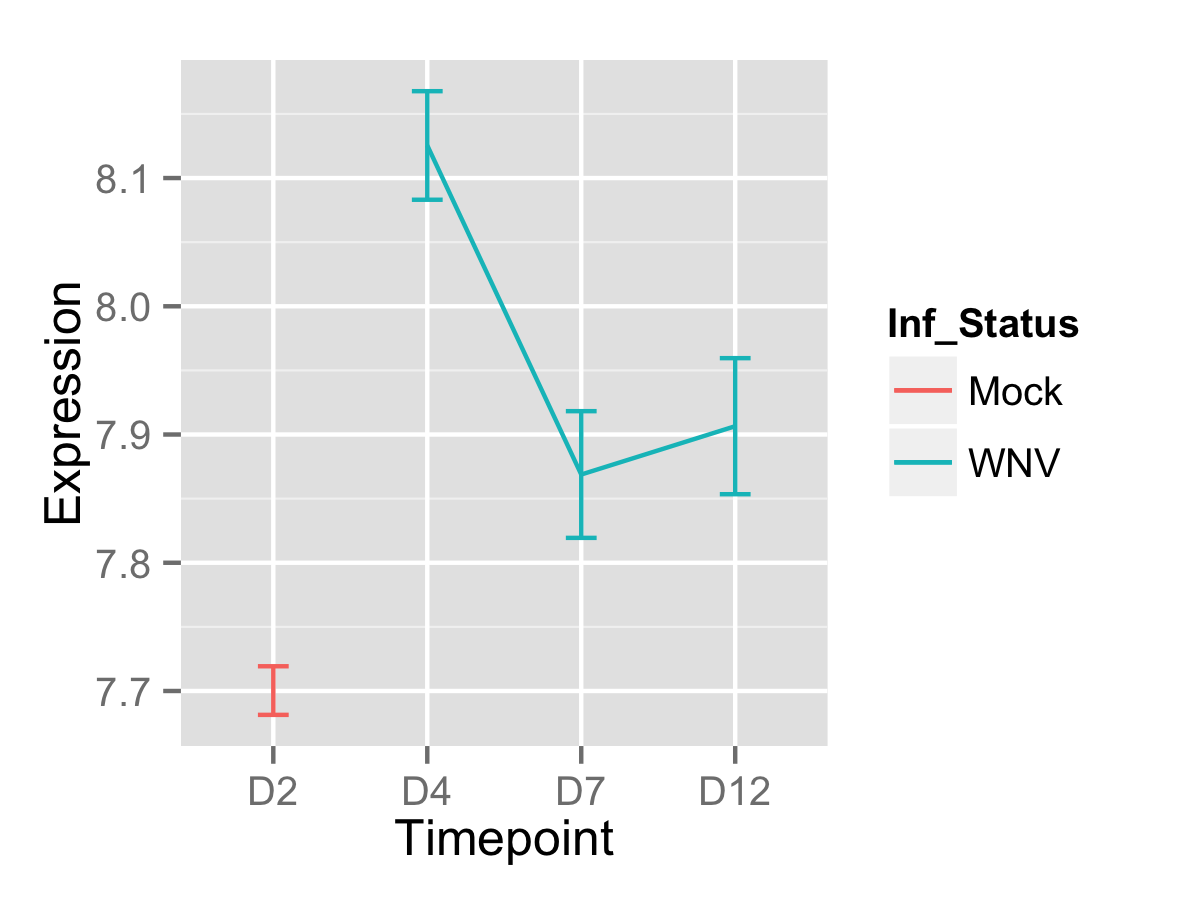 8.1
8.0
7.9
7.8
7.7
Expression
D2 D4 D7 D12
Timepoint
Inf_Status
Mock
WNV